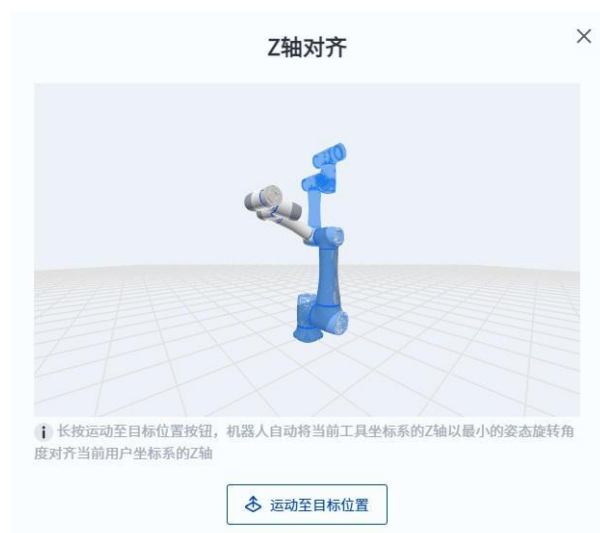 Z轴对齐
长按运动至目标位置按钮，机器人自动将当前工具坐标系的Z轴以最小的姿态旋转角
度对齐当前用户坐标系的Z轴
运动至目标位置